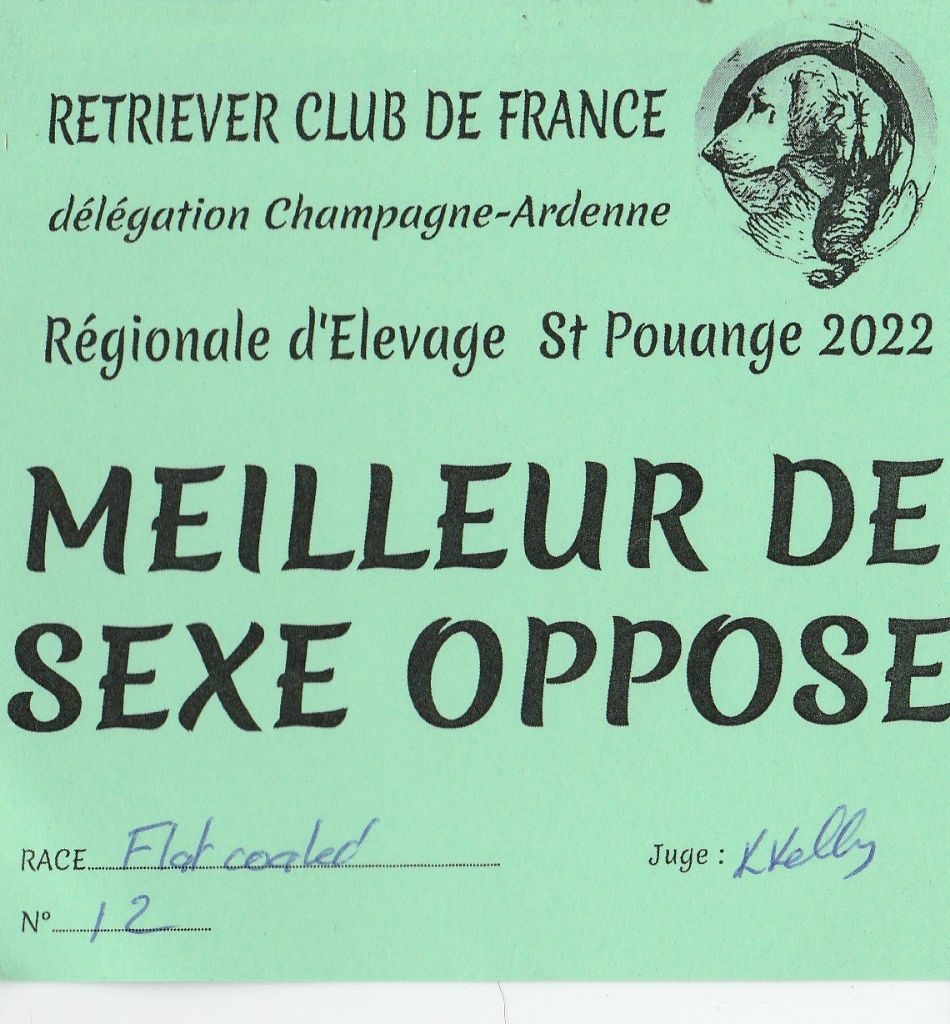 RETRIEVER CLUB DE FRANCE
délégation Champagne-Ardenne
Régionale d'Elevage St Pouange 2022
MEILLEUR DE
SEXE OPPOSE
RACE Flat coated
Juge : K Kelly
N° 12